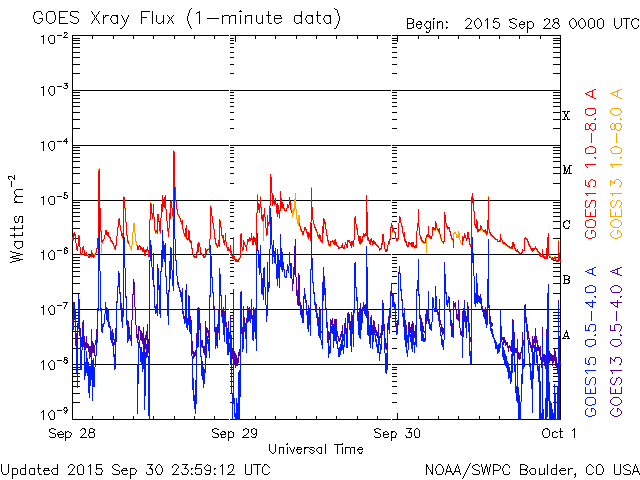 GOES Xray Flux (1-minute data)
Begin: 2015 Sep 28 0000 UTC
10-2
10-3
10-4
10-5
10-6
10-7
10-8
10-9
Watts m-2
X
M
C
B
A
GOES15 1.0-8.0 A
GOES13 1.0-8.0 A
GOES15 0.5-4.0 A
GOES13 0.5-4.0 A
Sep 28
Sep 29
Sep 30
Oct 1
Universal Time
Updated 2015 Sep 30 23:59:12 UTC
NOAA/SWPC Boulder, CO USA